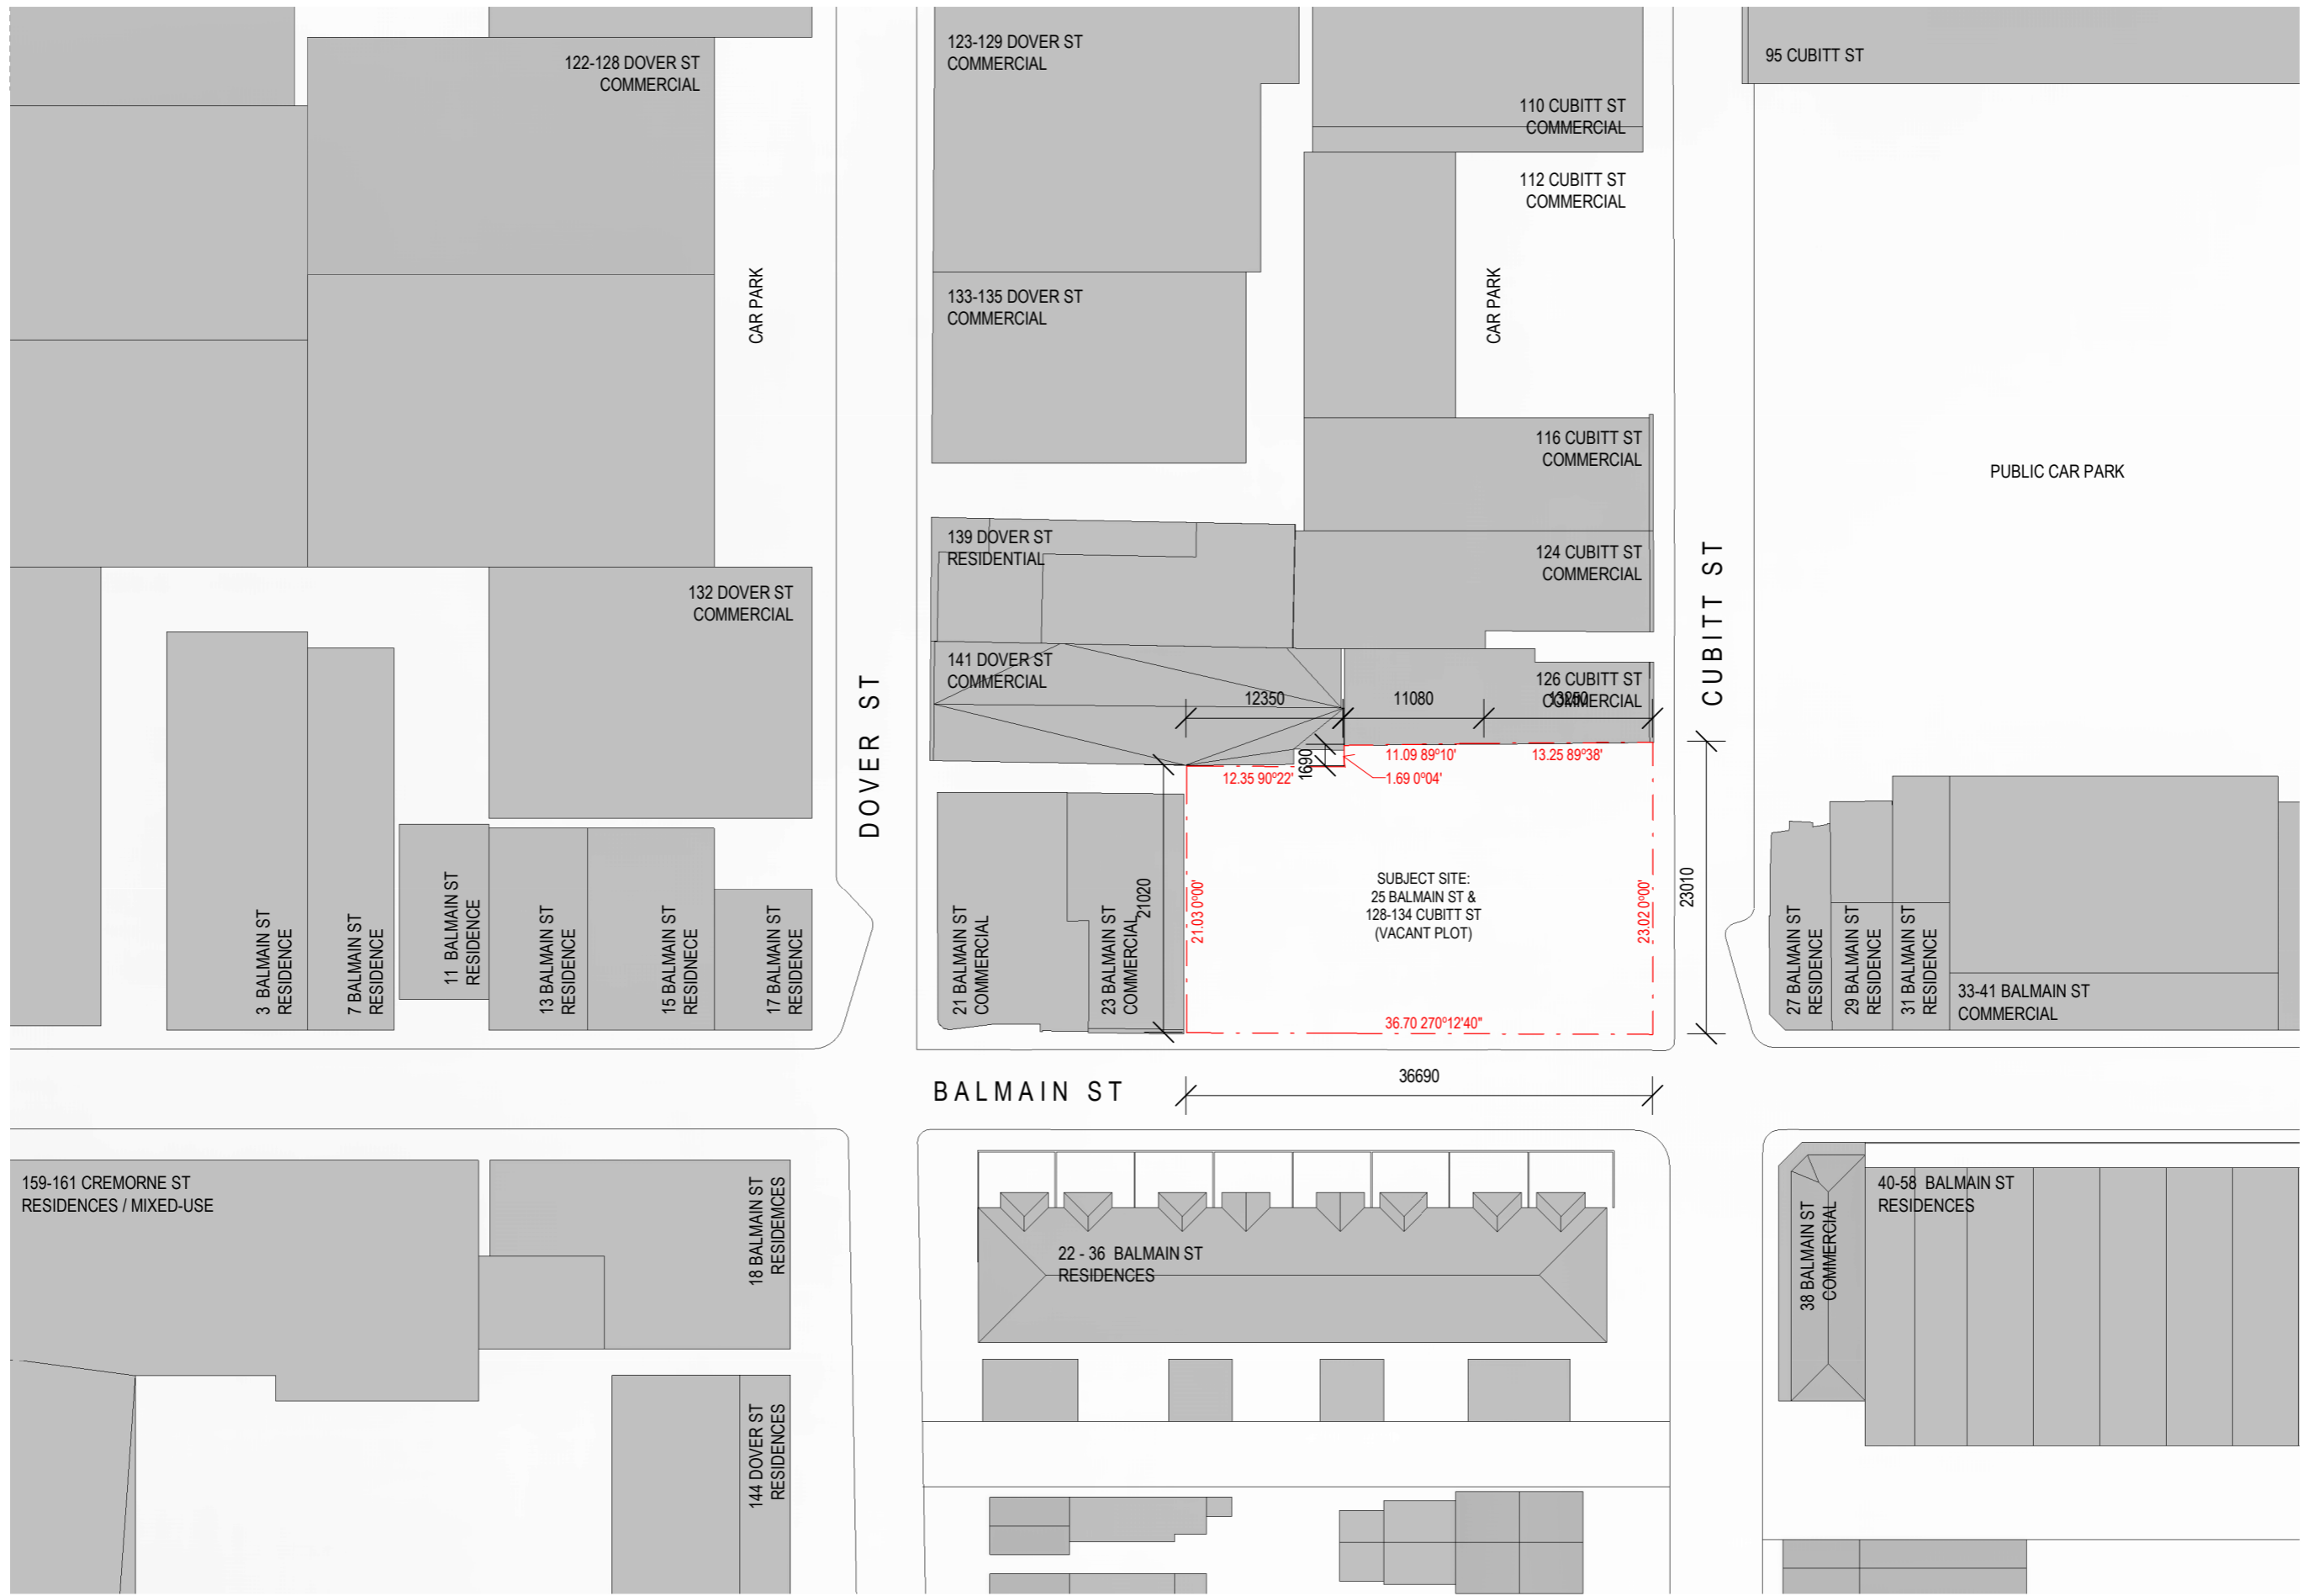 122-128 DOVER ST
COMMERCIAL
123-129 DOVER ST
COMMERCIAL
110 CUBITT ST
COMMERCIAL
95 CUBITT ST
112 CUBITT ST
COMMERCIAL
CAR PARK
133-135 DOVER ST
COMMERCIAL
CAR PARK
116 CUBITT ST
COMMERCIAL
PUBLIC CAR PARK
139 DOVER ST
RESIDENTIAL
124 CUBITT ST
COMMERCIAL
132 DOVER ST
COMMERCIAL
141 DOVER ST
COMMERCIAL
126 CUBITT ST
COMMERCIAL
12350
11080
13250
DOVER ST
CUBITT ST
1690
11.09 89°10'
13.25 89°38'
12.35 90°22'
1.69 0°04'
3 BALMAIN ST
RESIDENCE
7 BALMAIN ST
RESIDENCE
11 BALMAIN ST
RESIDENCE
13 BALMAIN ST
RESIDENCE
15 BALMAIN ST
RESIDNECE
17 BALMAIN ST
RESIDENCE
21 BALMAIN ST
COMMERCIAL
23 BALMAIN ST
COMMERCIAL
21020
21.03 0°00'
SUBJECT SITE:
25 BALMAIN ST &
128-134 CUBITT ST
(VACANT PLOT)
23.02 0°00'
23010
27 BALMAIN ST
RESIDENCE
29 BALMAIN ST
RESIDENCE
31 BALMAIN ST
RESIDENCE
33-41 BALMAIN ST
COMMERCIAL
36.70 270°12'40"
BALMAIN ST
36690
159-161 CREMORNE ST
RESIDENCES / MIXED-USE
18 BALMAIN ST
RESIDEMCES
22 - 36 BALMAIN ST
RESIDENCES
38 BALMAIN ST
COMMERCIAL
40-58 BALMAIN ST
RESIDENCES
144 DOVER ST
RESIDENCES